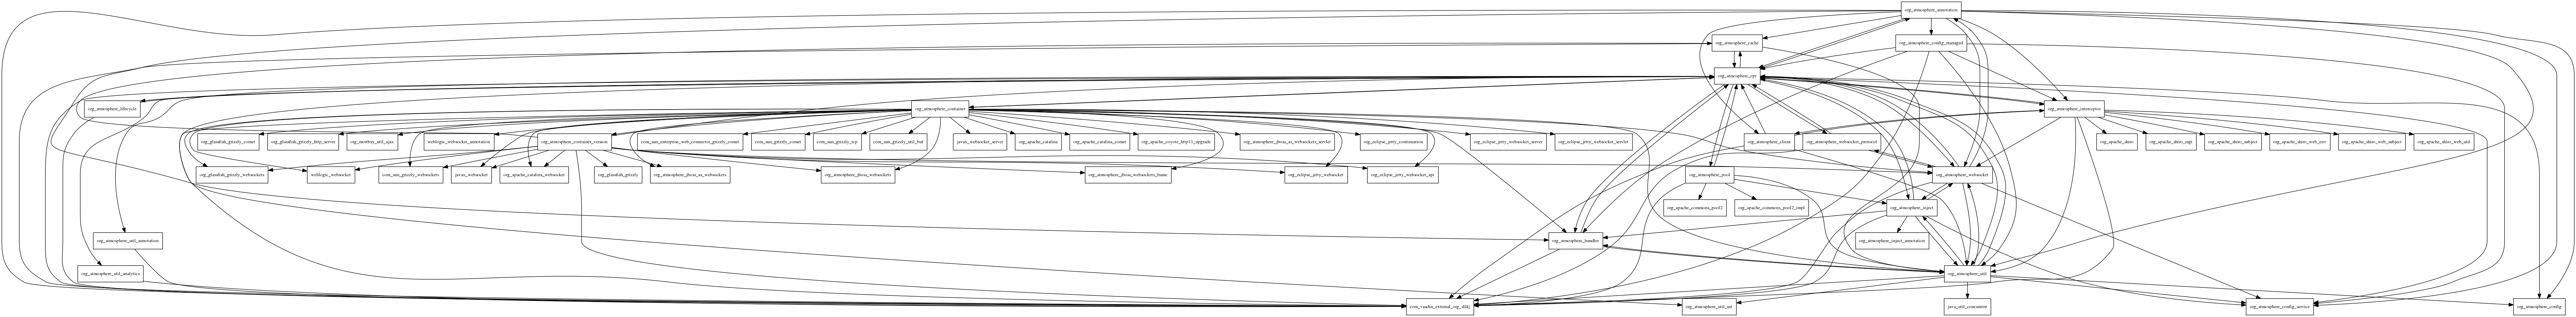 org_atmosphere_annotation
org_atmosphere_cache
org_atmosphere_config_managed
org_atmosphere_cpr
org_atmosphere_lifecycle
org_atmosphere_container
org_atmosphere_interceptor
org_glassfish_grizzly_comet
org_glassfish_grizzly_http_server
org_mortbay_util_ajax
weblogic_websocket_annotation
org_atmosphere_container_version
com_sun_enterprise_web_connector_grizzly_comet
com_sun_grizzly_comet
com_sun_grizzly_tcp
com_sun_grizzly_util_buf
javax_websocket_server
org_apache_catalina
org_apache_catalina_comet
org_apache_coyote_http11_upgrade
org_atmosphere_jboss_as_websockets_servlet
org_eclipse_jetty_continuation
org_eclipse_jetty_websocket_server
org_eclipse_jetty_websocket_servlet
org_atmosphere_client
org_atmosphere_websocket_protocol
org_apache_shiro
org_apache_shiro_mgt
org_apache_shiro_subject
org_apache_shiro_web_env
org_apache_shiro_web_subject
org_apache_shiro_web_util
org_glassfish_grizzly_websockets
weblogic_websocket
com_sun_grizzly_websockets
javax_websocket
org_apache_catalina_websocket
org_glassfish_grizzly
org_atmosphere_jboss_as_websockets
org_atmosphere_jboss_websockets
org_atmosphere_jboss_websockets_frame
org_eclipse_jetty_websocket
org_eclipse_jetty_websocket_api
org_atmosphere_pool
org_atmosphere_websocket
org_apache_commons_pool2
org_apache_commons_pool2_impl
org_atmosphere_inject
org_atmosphere_util_annotation
org_atmosphere_handler
org_atmosphere_inject_annotation
org_atmosphere_util_analytics
org_atmosphere_util
com_vaadin_external_org_slf4j
org_atmosphere_util_uri
java_util_concurrent
org_atmosphere_config_service
org_atmosphere_config